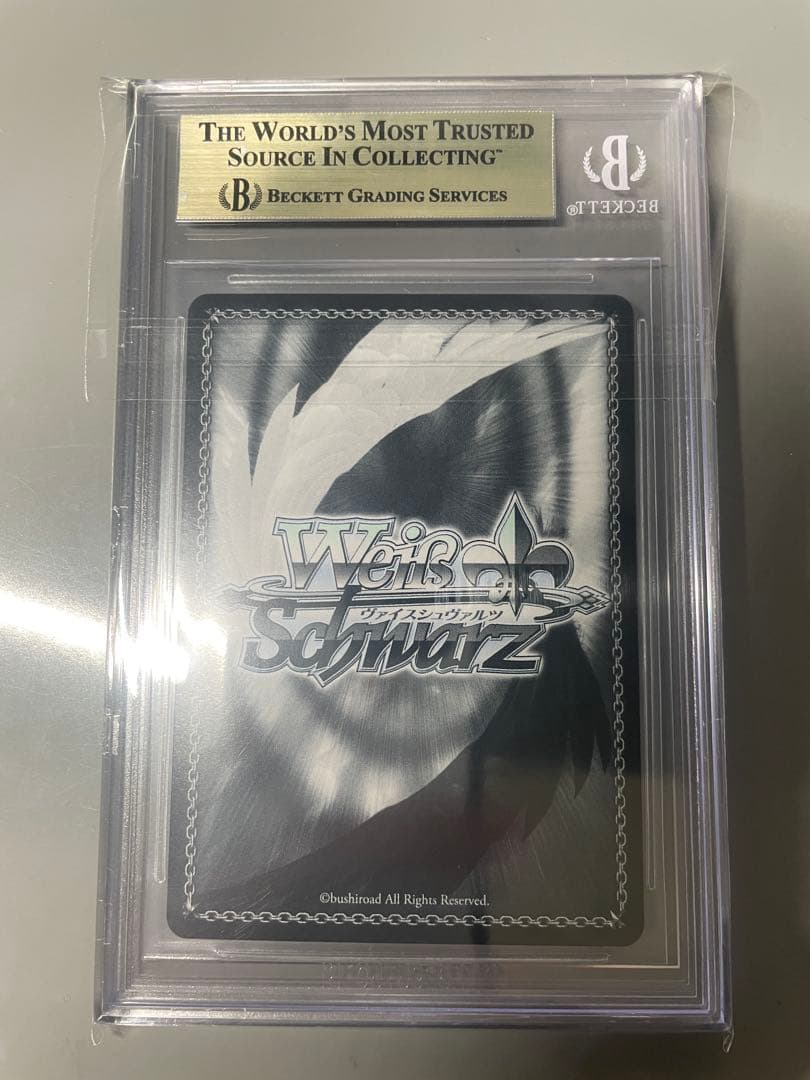 THE WORLD'S MOST TRUSTED
SOURCE IN COLLECTING™
B BECKETT GRADING SERVICES
B
BECKETT®
Weiß
ヴァイスシュヴァルツ
Schwarz
©bushiroad All Rights Reserved.